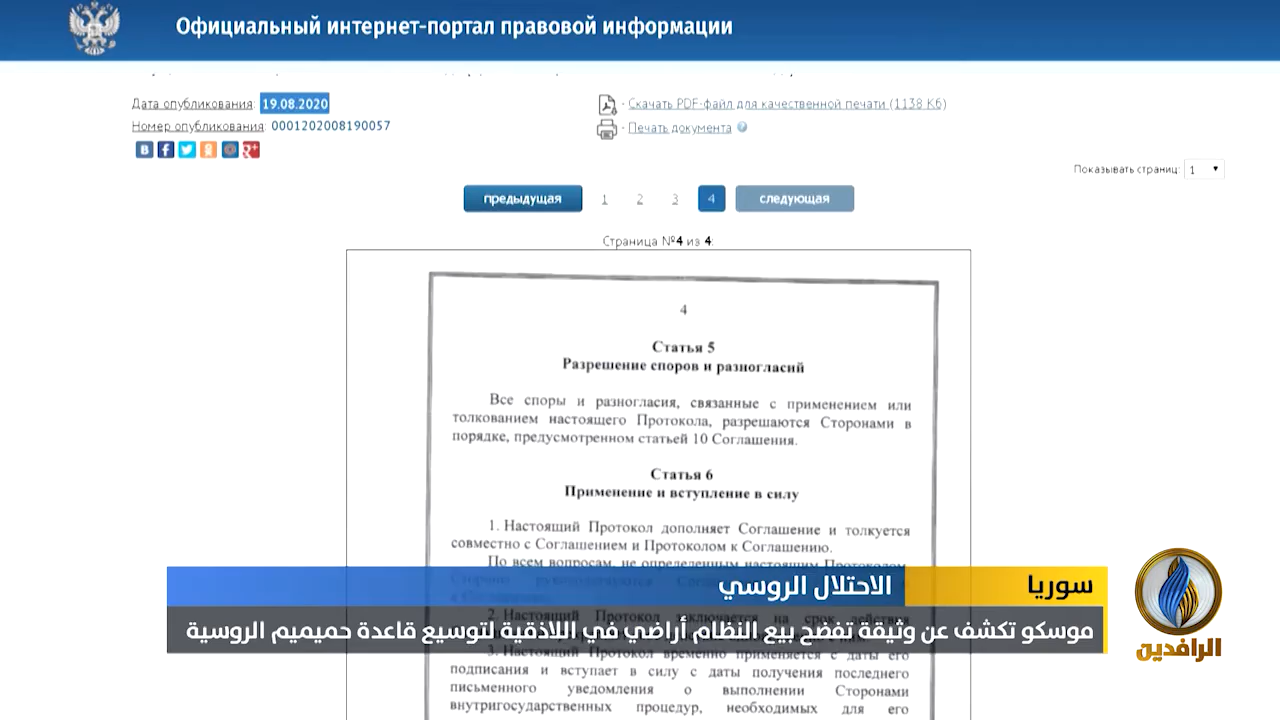 Официальный интернет-портал правовой информации
Дата опубликования: 19.08.2020
Номер опубликования: 0001202008190057
- Скачать PDF-файл для качественной печати (1138 Кб)
- Печать документа
Показывать страниц: 1
предыдущая 1 2 3 4 следующая
Страница №4 из 4:
4
Статья 5
Разрешение споров и разногласий
Все споры и разногласия, связанные с применением или
толкованием настоящего Протокола, разрешаются Сторонами в
порядке, предусмотренном статьей 10 Соглашения.
Статья 6
Применение и вступление в силу
1. Настоящий Протокол дополняет Соглашение и толкуется
совместно с Соглашением и Протоколом к Соглашению.
По всем вопросам, не определенным настоящим Протоколом,
سوريا
الاحتلال الروسي
موسكو تكشف عن وثيقة تفضح بيع النظام أراضي في اللاذقية لتوسيع قاعدة حميميم الروسية
3. Настоящий Протокол временно применяется с даты его
подписания и вступает в силу с даты получения последнего
письменного уведомления о выполнении Сторонами
внутригосударственных процедур, необходимых для его
الرافدين